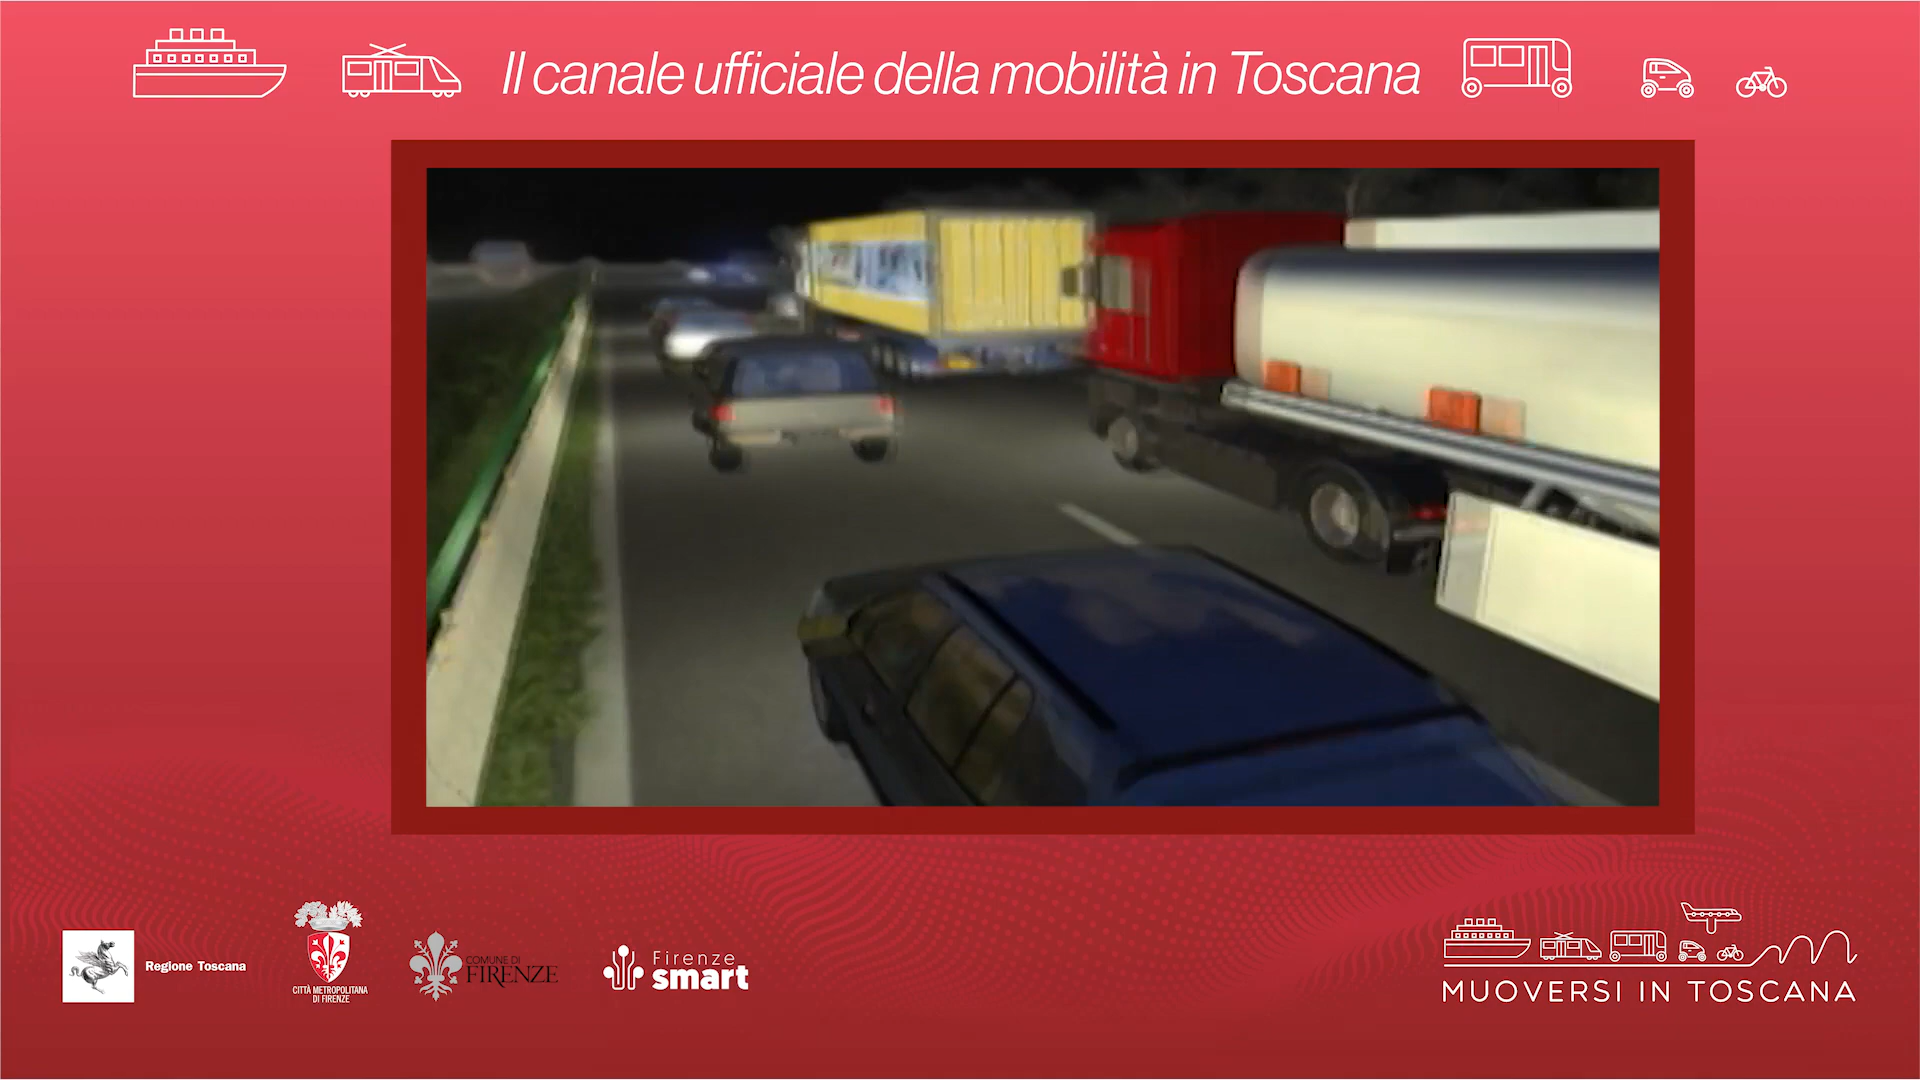 Il canale ufficiale della mobilità in Toscana
Regione Toscana
CITTÀ METROPOLITANA
DI FIRENZE
COMUNE DI
FIRENZE
Firenze
smart
MUOVERSI IN TOSCANA